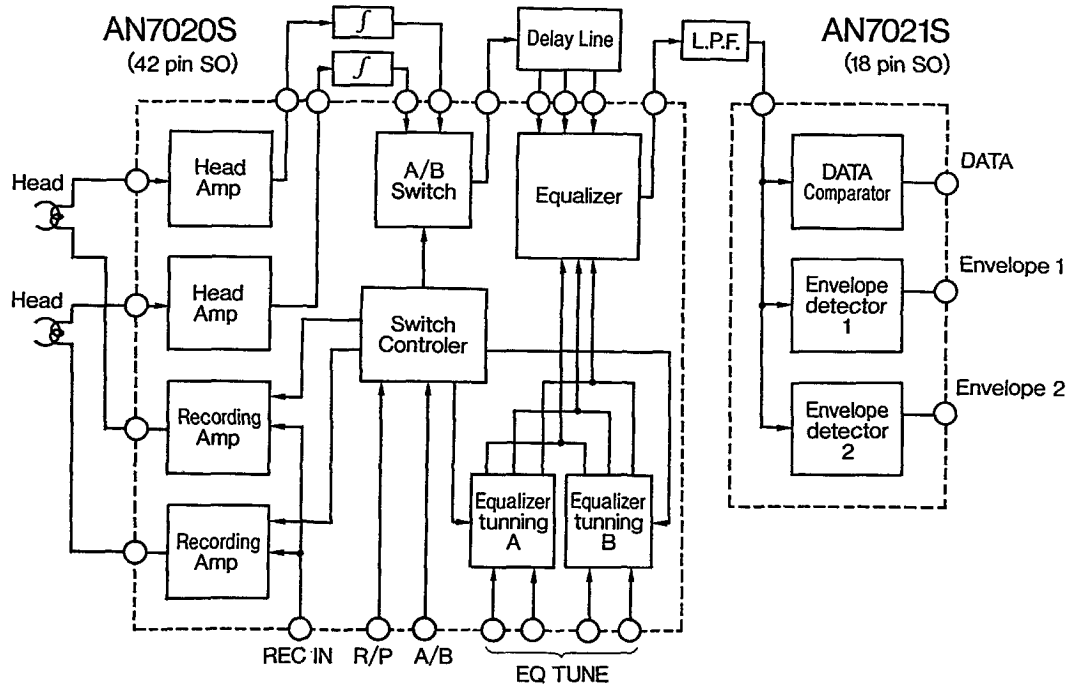 AN7020S
(42 pin SO)
∫
∫
Delay Line
L.P.F.
AN7021S
(18 pin SO)
Head
Head
Amp
A/B
Switch
Equalizer
DATA
Comparator
DATA
Head
Head
Amp
Switch
Controler
Envelope
detector
1
Envelope 1
Recording
Amp
Envelope
detector
2
Envelope 2
Recording
Amp
Equalizer
tunning
A
Equalizer
tunning
B
REC IN
R/P
A/B
EQ TUNE